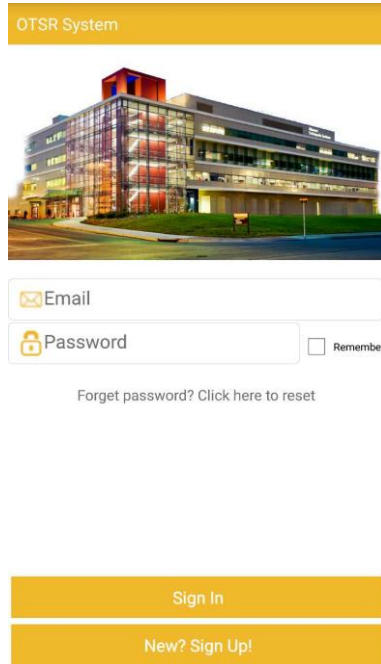 OTSR System
Email
Password
Remembe
Forget password? Click here to reset
Sign In
New? Sign Up!